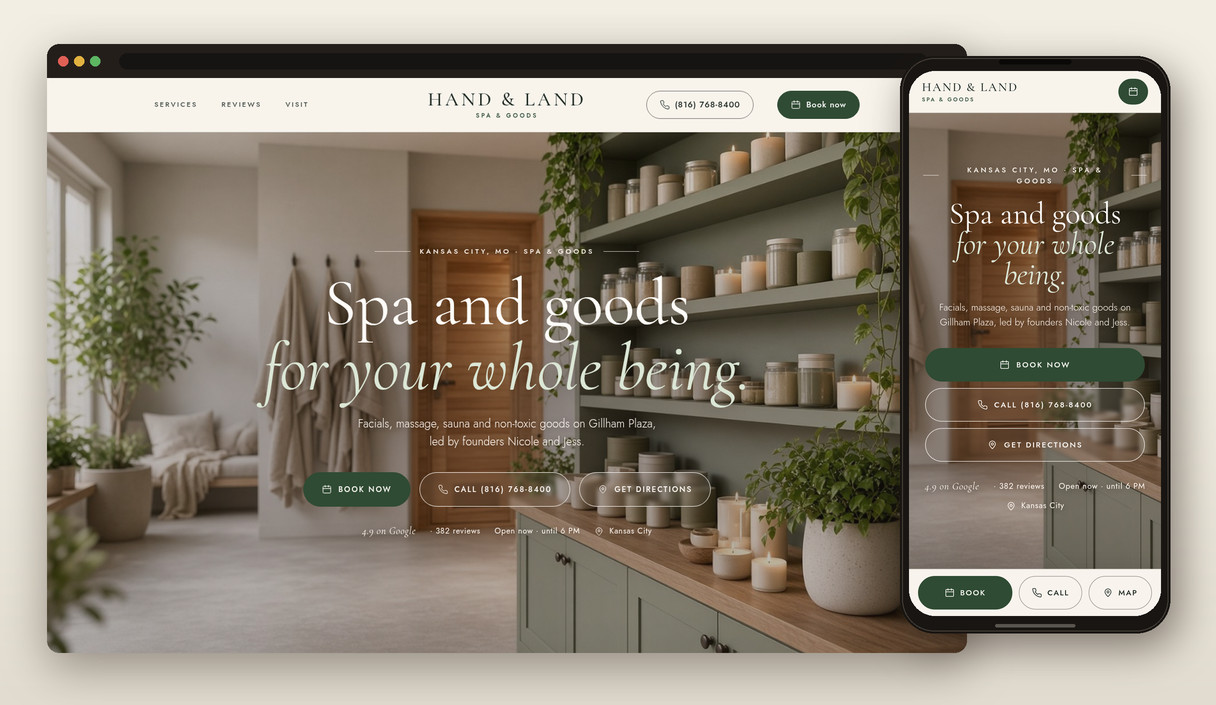 SERVICES REVIEWS VISIT
HAND & LAND
SPA & GOODS
(816) 768-8400
Book now
KANSAS CITY, MO · SPA & GOODS
Spa and goods
for your whole being.
Facials, massage, sauna and non-toxic goods on Gillham Plaza,
led by founders Nicole and Jess.
BOOK NOW
CALL (816) 768-8400
GET DIRECTIONS
4.9 on Google · 382 reviews Open now · until 6 PM Kansas City
HAND & LAND
SPA & GOODS
KANSAS CITY, MO · SPA &
GOODS
Spa and goods
for your whole
being.
Facials, massage, sauna and non-toxic goods on
Gillham Plaza, led by founders Nicole and Jess.
BOOK NOW
CALL (816) 768-8400
GET DIRECTIONS
4.9 on Google · 382 reviews Open now · until 6 PM
Kansas City
BOOK
CALL
MAP